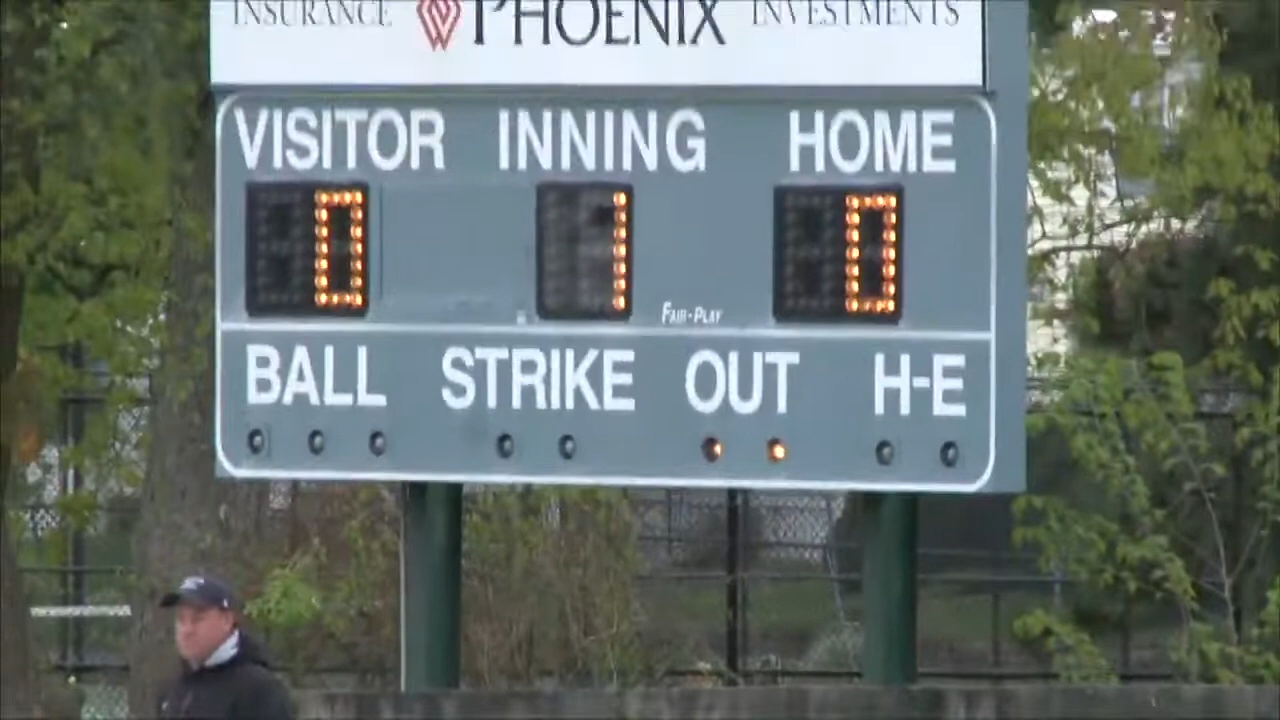 INSURANCE PHOENIX INVESTMENTS
VISITOR INNING HOME
0 1 0
FAIR-PLAY
BALL STRIKE OUT H-E